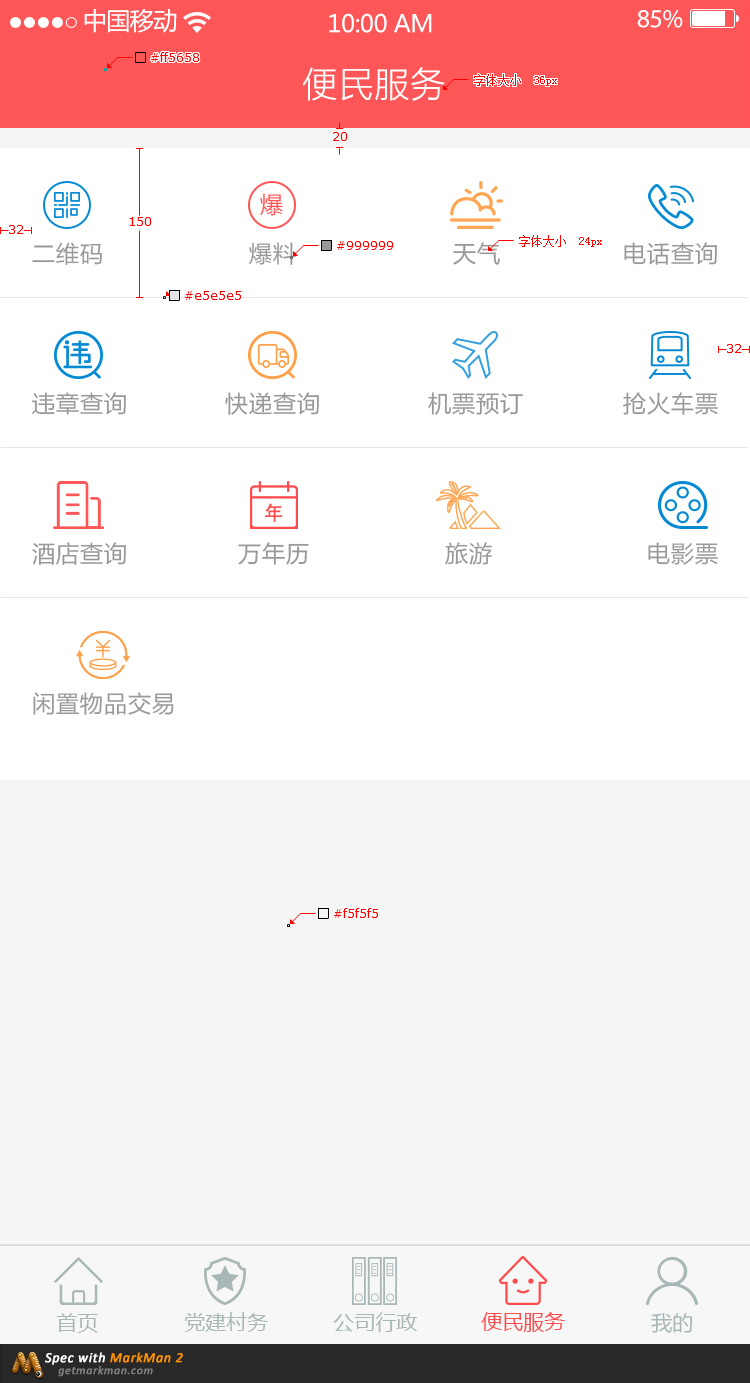 中国移动 10:00 AM 85%
#ff5658
便民服务 字体大小 36px
20
150
爆
32
二维码 爆料 #999999 天气 字体大小 24px 电话查询
#e5e5e5
违
32
违章查询 快递查询 机票预订 抢火车票
年
酒店查询 万年历 旅游 电影票
¥
闲置物品交易
#f5f5f5
首页 党建村务 公司行政 便民服务 我的
Spec with MarkMan 2
getmarkman.com